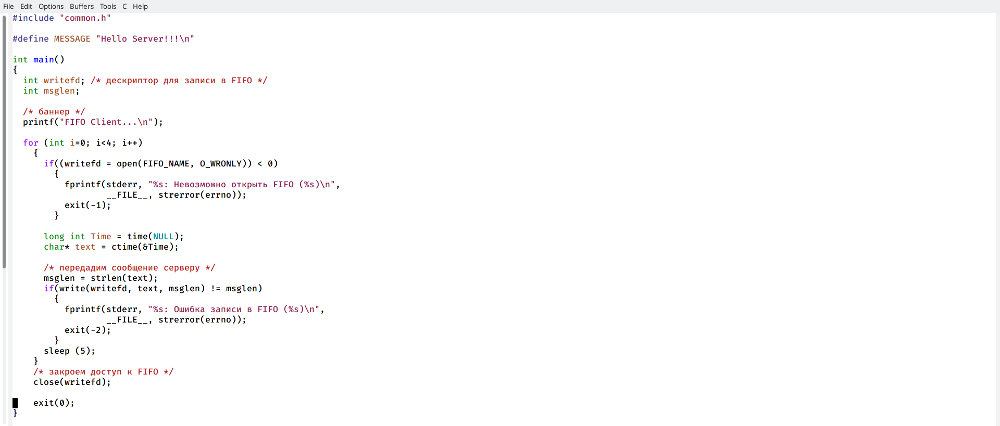 File Edit Options Buffers Tools C Help
#include "common.h"
#define MESSAGE "Hello Server!!!\n"
int main()
{
int writefd; /* дескриптор для записи в FIFO */
int msglen;
/* баннер */
printf("FIFO Client...\n");
for (int i=0; i<4; i++)
{
if((writefd = open(FIFO_NAME, O_WRONLY)) < 0)
{
fprintf(stderr, "%s: Невозможно открыть FIFO (%s)\n",
__FILE__, strerror(errno));
exit(-1);
}
long int Time = time(NULL);
char* text = ctime(&Time);
/* передадим сообщение серверу */
msglen = strlen(text);
if(write(writefd, text, msglen) != msglen)
{
fprintf(stderr, "%s: Ошибка записи в FIFO (%s)\n",
__FILE__, strerror(errno));
exit(-2);
}
sleep (5);
}
/* закроем доступ к FIFO */
close(writefd);
exit(0);
}